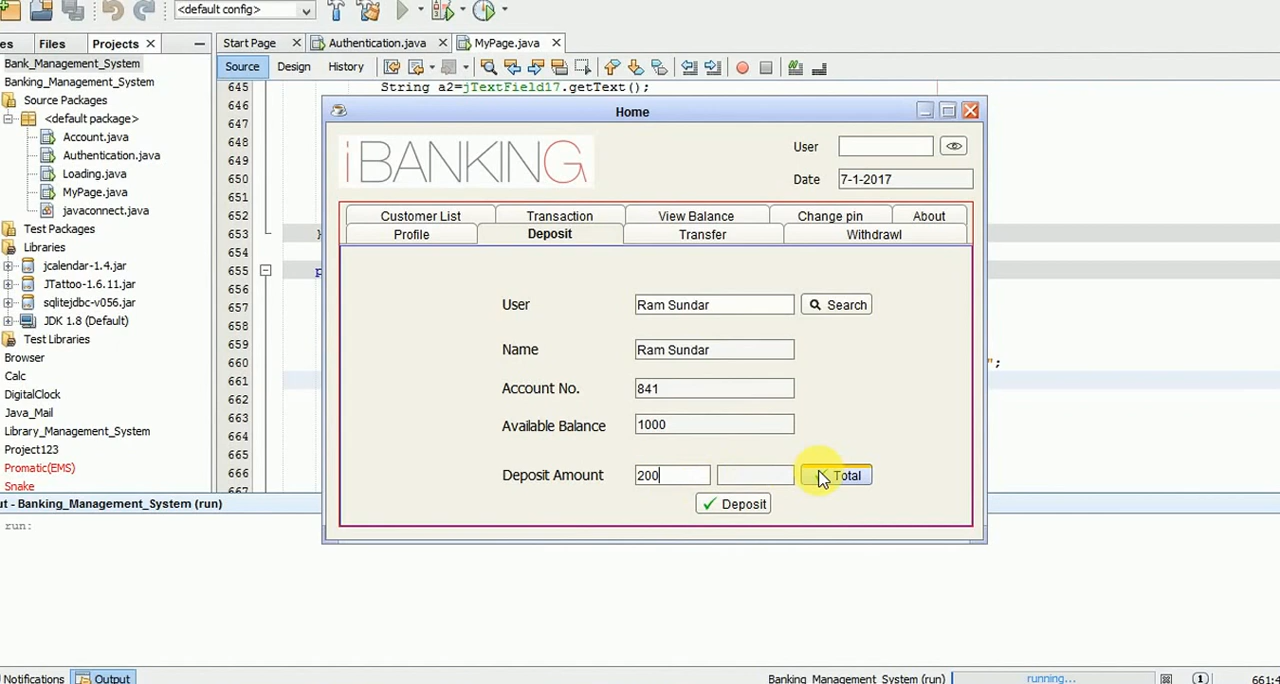 <default config>
es Files Projects
Start Page Authentication.java MyPage.java
Source Design History
Bank_Management_System
Banking_Management_System
Source Packages
<default package>
Account.java
Authentication.java
Loading.java
MyPage.java
javaconnect.java
Test Packages
Libraries
jcalendar-1.4.jar
JTattoo-1.6.11.jar
sqlitejdbc-v056.jar
JDK 1.8 (Default)
Test Libraries
Browser
Calc
DigitalClock
Java_Mail
Library_Management_System
Project123
Promatic(EMS)
Snake
645 String a2=jTextField17.getText();
646
647
648
649
650
651
652
653 }
654
655 p
656
657
658
659
660 ";
661
662
663
664
665
666
667
Home
iBANKING
User
Date 7-1-2017
Customer List Transaction View Balance Change pin About
Profile Deposit Transfer Withdrawl
User Ram Sundar Search
Name Ram Sundar
Account No. 841
Available Balance 1000
Deposit Amount 200 Total
Deposit
ut - Banking_Management_System (run)
run:
Notifications Output
Banking_Management_System (run) running... 1 661:4